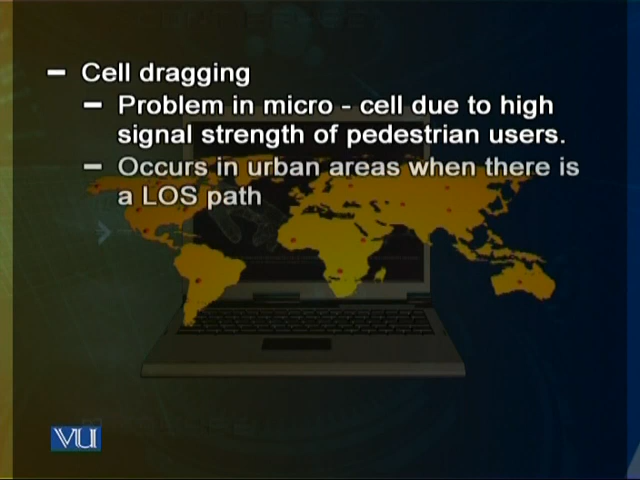 – Cell dragging
– Problem in micro - cell due to high
signal strength of pedestrian users.
– Occurs in urban areas when there is
a LOS path
VU